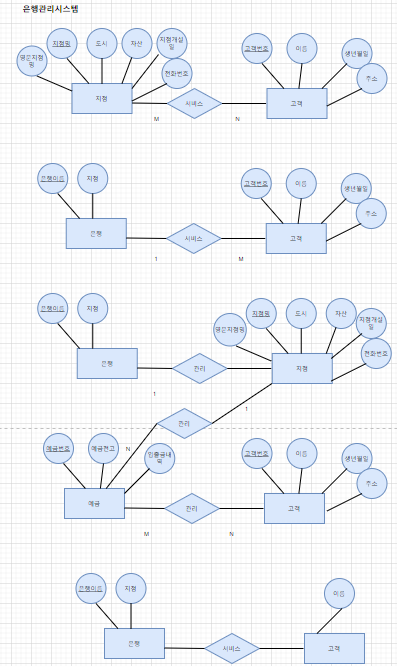 은행관리시스템
지점명
도시
자산
지점개설
일
영문지점
명
전화번호
지점
서비스
M
N
고객번호
이름
생년월일
주소
고객
은행이름
지점
은행
서비스
1
M
고객번호
이름
생년월일
주소
고객
은행이름
지점
은행
관리
1
영문지점명
지점명
도시
자산
지점개설
일
전화번호
지점
관리
1
N
예금번호
예금잔고
입출금내
역
예금
관리
M
N
고객번호
이름
생년월일
주소
고객
은행이름
지점
은행
서비스
이름
고객